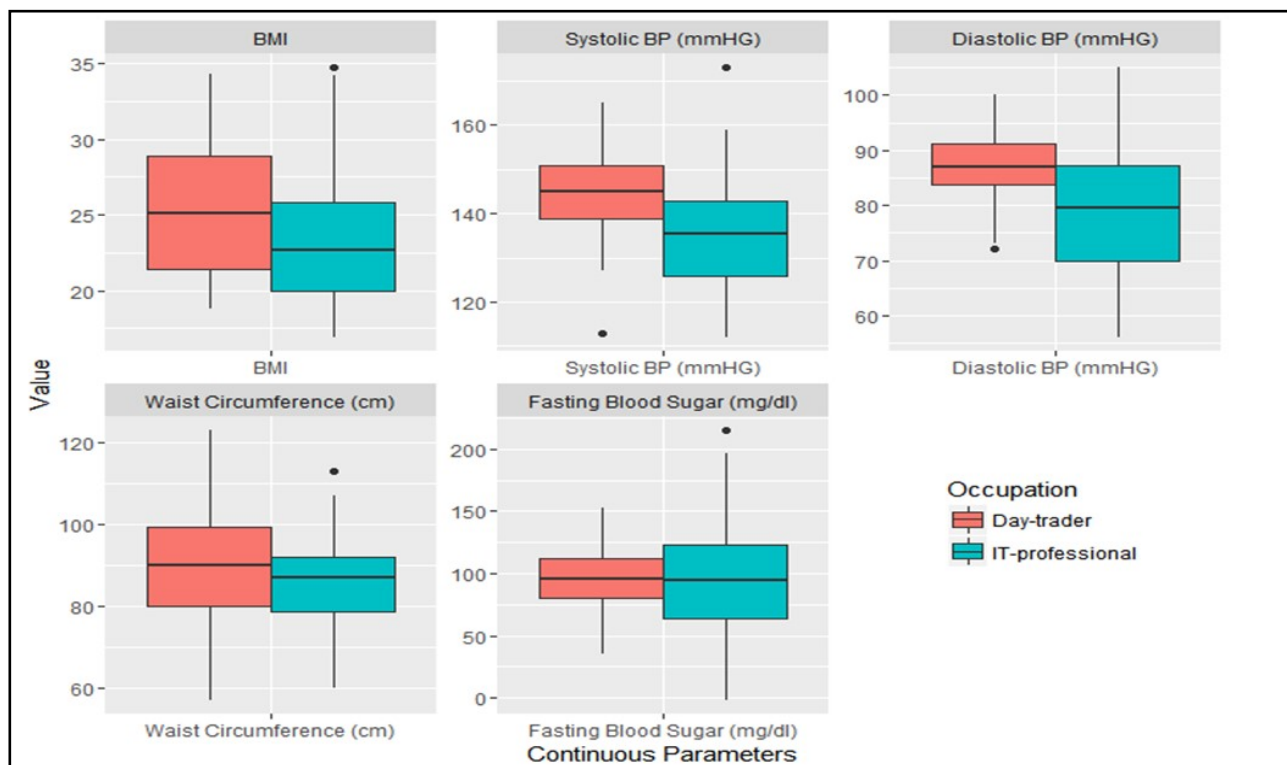 BMI
Systolic BP (mmHG)
Diastolic BP (mmHG)
35
30
25
20
160
140
120
100
90
80
70
60
BMI
Systolic BP (mmHG)
Diastolic BP (mmHG)
Value
Waist Circumference (cm)
Fasting Blood Sugar (mg/dl)
120
100
80
60
200
150
100
50
0
Occupation
Day-trader
IT-professional
Waist Circumference (cm)
Fasting Blood Sugar (mg/dl)
Continuous Parameters